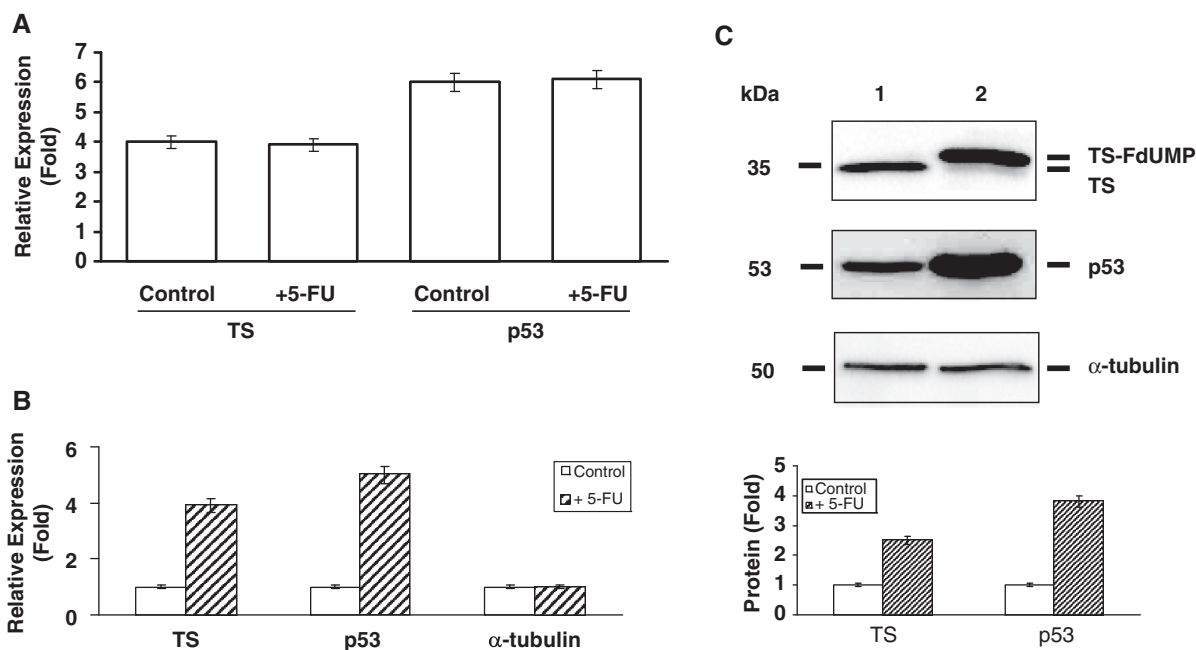 A
Relative Expression
(Fold)
7
6
5
4
3
2
1
0
Control
+5-FU
Control
+5-FU
TS
p53
B
Relative Expression
(Fold)
6
4
2
0
Control
+ 5-FU
TS
p53
α-tubulin
C
kDa
1
2
35
TS-FdUMP
TS
53
p53
50
α-tubulin
Protein (Fold)
5
4
3
2
1
0
Control
+ 5-FU
TS
p53